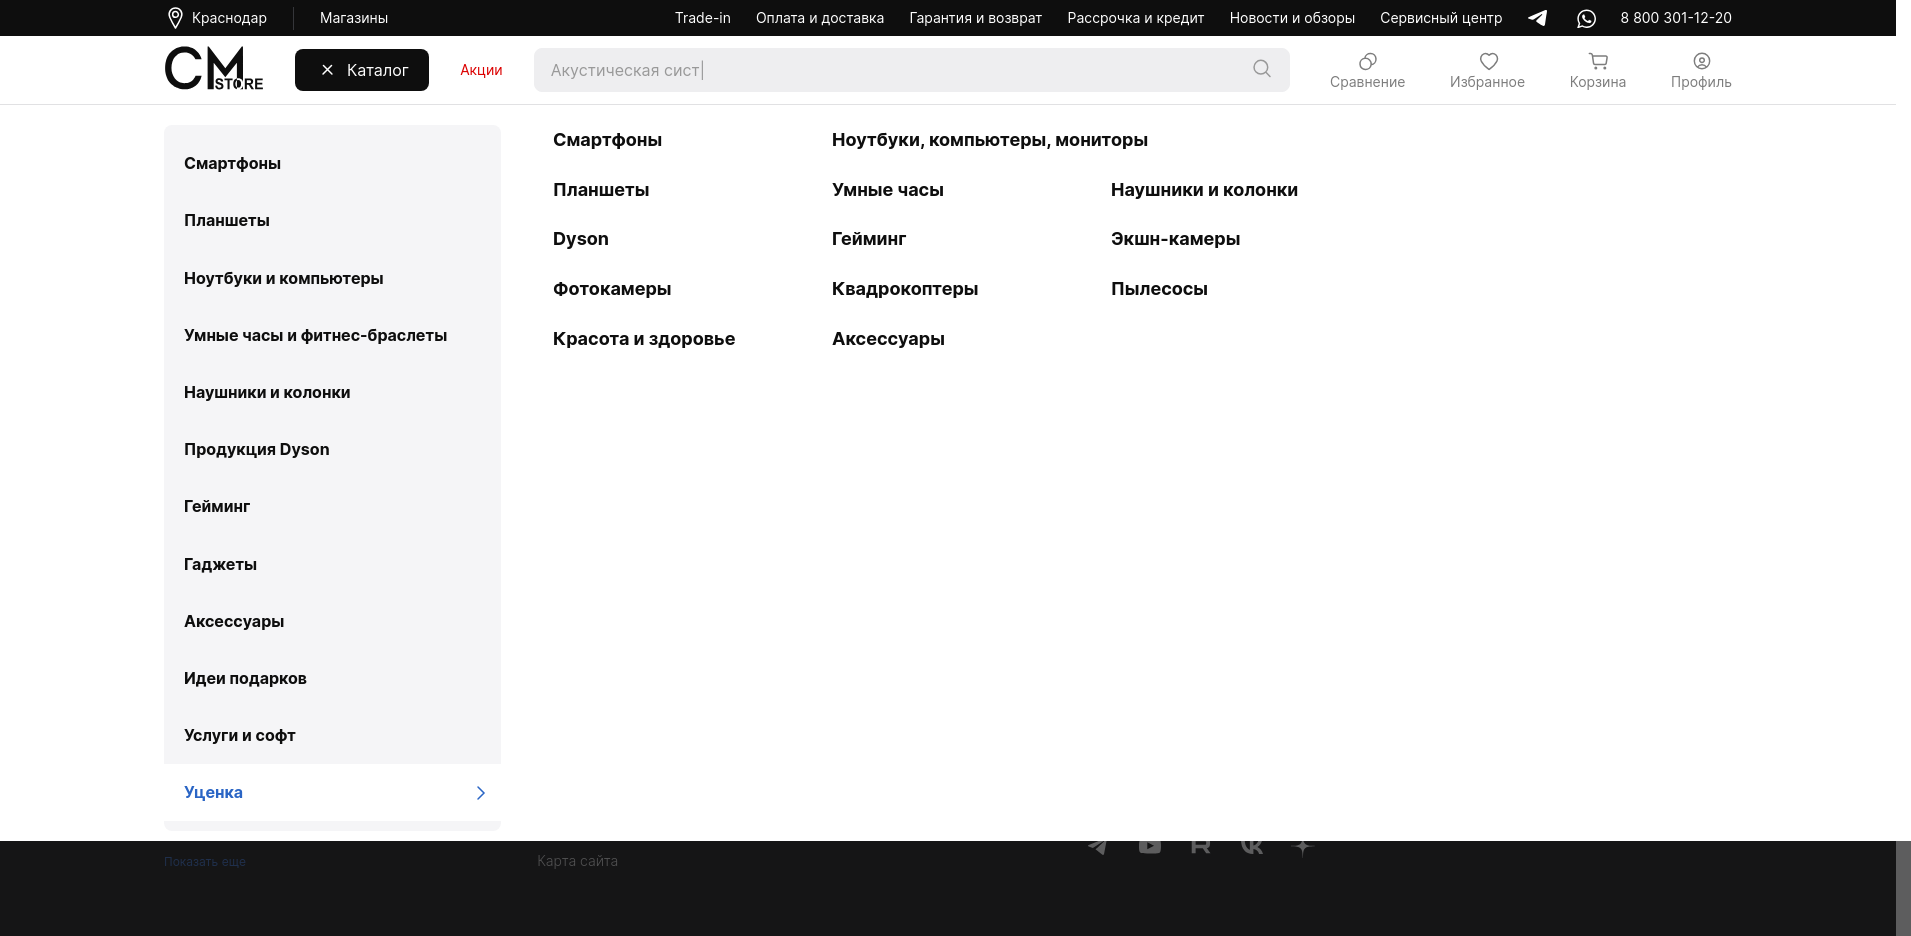 Краснодар
Магазины
Trade-in
Оплата и доставка
Гарантия и возврат
Рассрочка и кредит
Новости и обзоры
Сервисный центр
8 800 301-12-20
CM STORE
Каталог
Акции
Акустическая сист
Сравнение
Избранное
Корзина
Профиль
Смартфоны
Планшеты
Ноутбуки и компьютеры
Умные часы и фитнес-браслеты
Наушники и колонки
Продукция Dyson
Гейминг
Гаджеты
Аксессуары
Идеи подарков
Услуги и софт
Уценка
Смартфоны
Ноутбуки, компьютеры, мониторы
Планшеты
Умные часы
Наушники и колонки
Dyson
Гейминг
Экшн-камеры
Фотокамеры
Квадрокоптеры
Пылесосы
Красота и здоровье
Аксессуары
Показать еще
Карта сайта